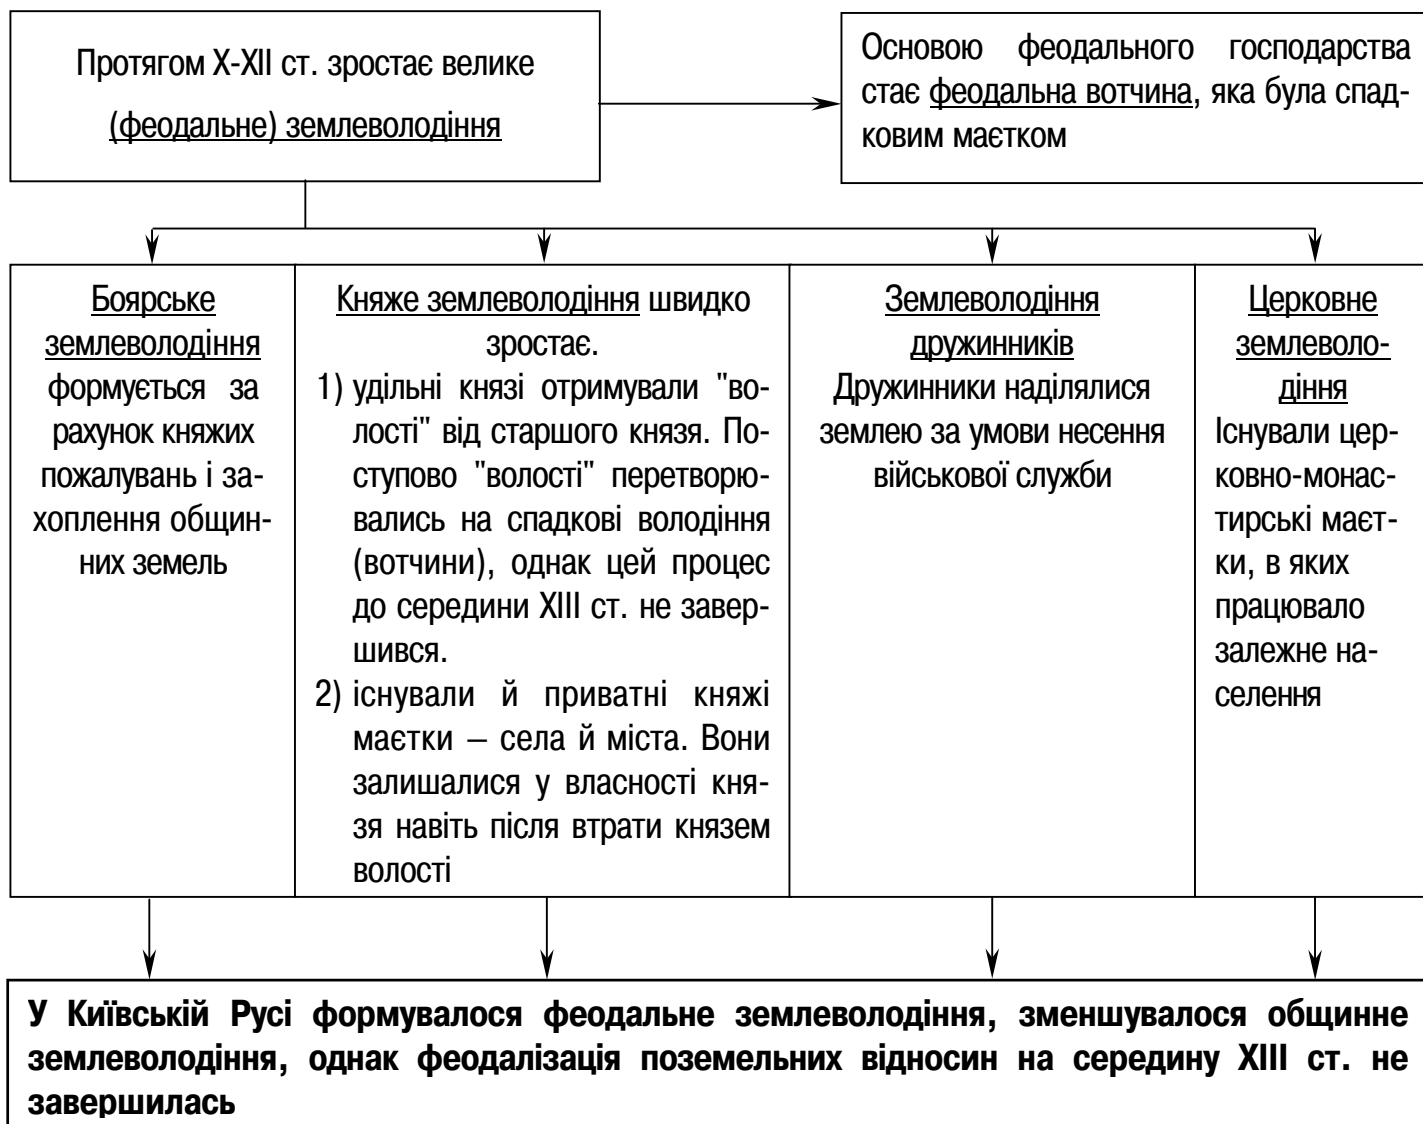 Протягом X-XII ст. зростає велике
(феодальне) землеволодіння
Основою феодального господарства
стає феодальна вотчина, яка була спад-
ковим маєтком
Боярське
землеволодіння
формується за
рахунок княжих
пожалувань і за-
хоплення общин-
них земель
Княже землеволодіння швидко
зростає.
1) удільні князі отримували "во-
лості" від старшого князя. По-
ступово "волості" перетворю-
вались на спадкові володіння
(вотчини), однак цей процес
до середини XIII ст. не завер-
шився.
2) існували й приватні княжі
маєтки – села й міста. Вони
залишалися у власності кня-
зя навіть після втрати князем
волості
Землеволодіння
дружинників
Дружинники наділялися
землею за умови несення
військової служби
Церковне
землеволо-
діння
Існували цер-
ковно-монас-
тирські маєт-
ки, в яких
працювало
залежне на-
селення
У Київській Русі формувалося феодальне землеволодіння, зменшувалося общинне
землеволодіння, однак феодалізація поземельних відносин на середину XIII ст. не
завершилась